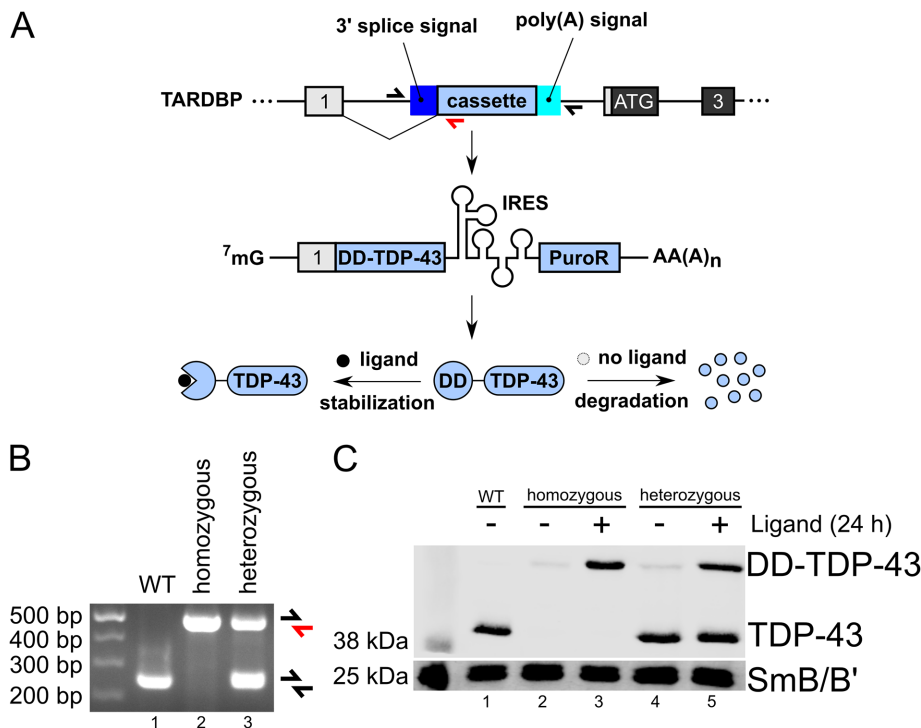 A
3' splice signal
poly(A) signal
TARDBP ··· 1 cassette ATG 3 ···
IRES
⁷mG 1 DD-TDP-43 PuroR AA(A)n
ligand
no ligand
TDP-43 DD TDP-43
stabilization
degradation
B
WT
homozygous
heterozygous
500 bp
400 bp
300 bp
200 bp
1 2 3
C
WT homozygous heterozygous
- - + - + Ligand (24 h)
DD-TDP-43
TDP-43
38 kDa
25 kDa
SmB/B'
1 2 3 4 5